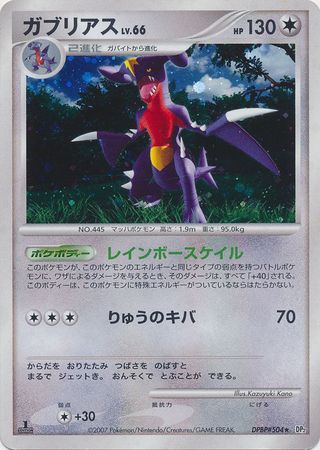 ガブリアス LV.66 HP 130
2進化 ガバイトから進化
NO.445 マッハポケモン 高さ：1.9m 重さ：95.0kg
ポケボディー レインボースケイル
このポケモンが、このポケモンのエネルギーと同じタイプの弱点を持つバトルポケ
モンに、ワザによるダメージを与えるとき、そのダメージは、すべて「+40」される。
このボディーは、このポケモンに特殊エネルギーがついているならはたらかない。
りゅうのキバ 70
からだを おりたたみ つばさを のばすと
まるで ジェットき。 おんそくで とぶことが できる。
Illus.Kazuyuki Kano
弱点 抵抗力 にげる
+30
1 EDITION ©2007 Pokémon/Nintendo/Creatures/GAME FREAK. DPBP#504★ DP2